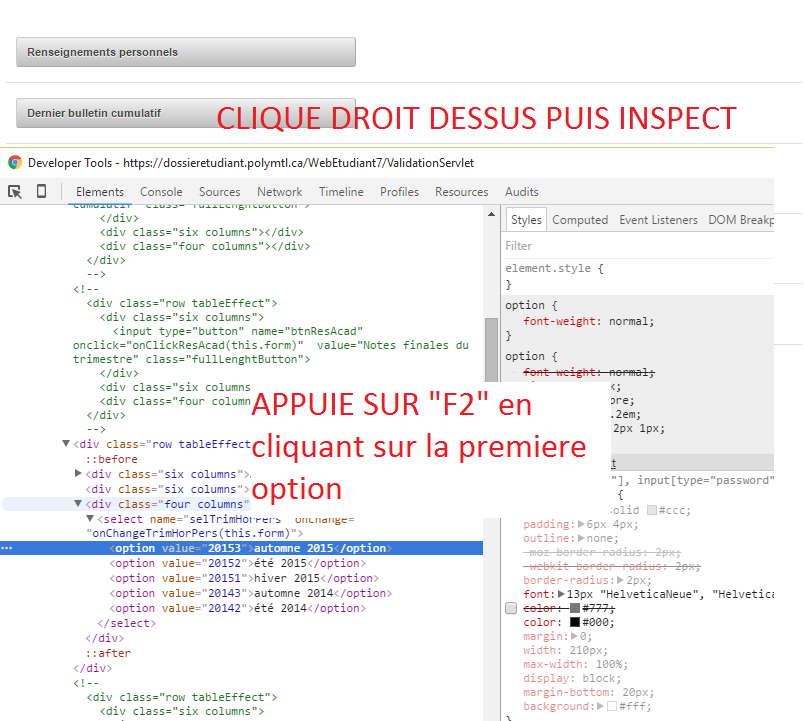 Renseignements personnels
Dernier bulletin cumulatif
CLIQUE DROIT DESSUS PUIS INSPECT
Developer Tools - https://dossieretudiant.polymtl.ca/WebEtudiant7/ValidationServlet
Elements Console Sources Network Timeline Profiles Resources Audits
cumulatif" class="fullLenghtButton">
</div>
<div class="six columns"></div>
<div class="four columns"></div>
</div>
-->
<!--
<div class="row tableEffect">
<div class="six columns">
<input type="button" name="btnResAcad"
onclick="onClickResAcad(this.form)" value="Notes finales du
trimestre" class="fullLenghtButton">
</div>
<div class="six columns
<div class="four columns
</div>
-->
<div class="row tableEffect
::before
<div class="six columns">
<div class="six columns">
<div class="four columns"
<select name="selTrimHorPers" onchange=
"onChangeTrimHorPers(this.form)">
<option value="20153">automne 2015</option>
<option value="20152">été 2015</option>
<option value="20151">hiver 2015</option>
<option value="20143">automne 2014</option>
<option value="20142">été 2014</option>
</select>
</div>
::after
</div>
<!--
<div class="row tableEffect">
<div class="six columns">
APPUIE SUR "F2" en
cliquant sur la premiere
option
Styles Computed Event Listeners DOM Breakp
Filter
element.style {
}
option {
font-weight: normal;
}
option {
font-weight: normal;
k;
pre;
.2em;
2px 1px;
t
"], input[type="password"
{
solid #ccc;
padding: 6px 4px;
outline: none;
-moz-border-radius: 2px;
-webkit-border-radius: 2px;
border-radius: 2px;
font: 13px "HelveticaNeue", "Helvetica
color: #777;
color: #000;
margin: 0;
width: 210px;
max-width: 100%;
display: block;
margin-bottom: 20px;
background: #fff;
}